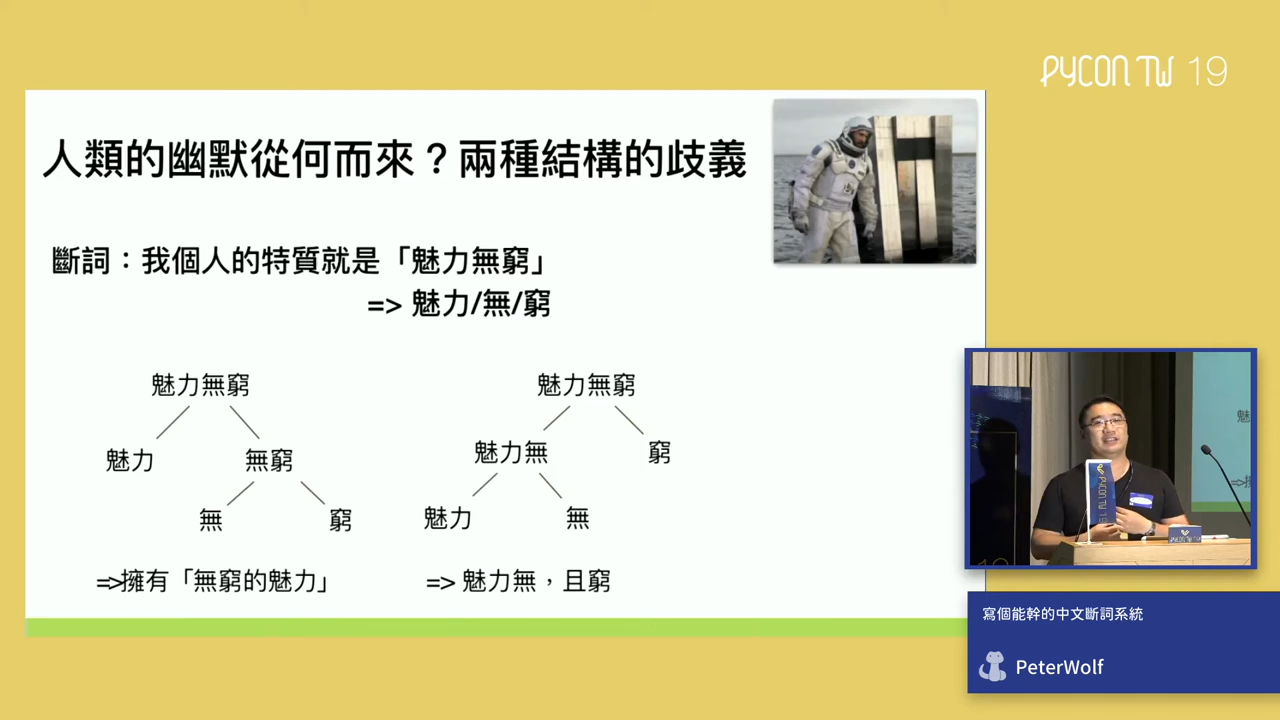 PYCON TW 19
人類的幽默從何而來？兩種結構的歧義
斷詞：我個人的特質就是「魅力無窮」
=> 魅力/無/窮
魅力無窮
魅力 無窮
無 窮
=>擁有「無窮的魅力」
魅力無窮
魅力無 窮
魅力 無
=> 魅力無，且窮
PYCON TW 19
寫個能幹的中文斷詞系統
PeterWolf